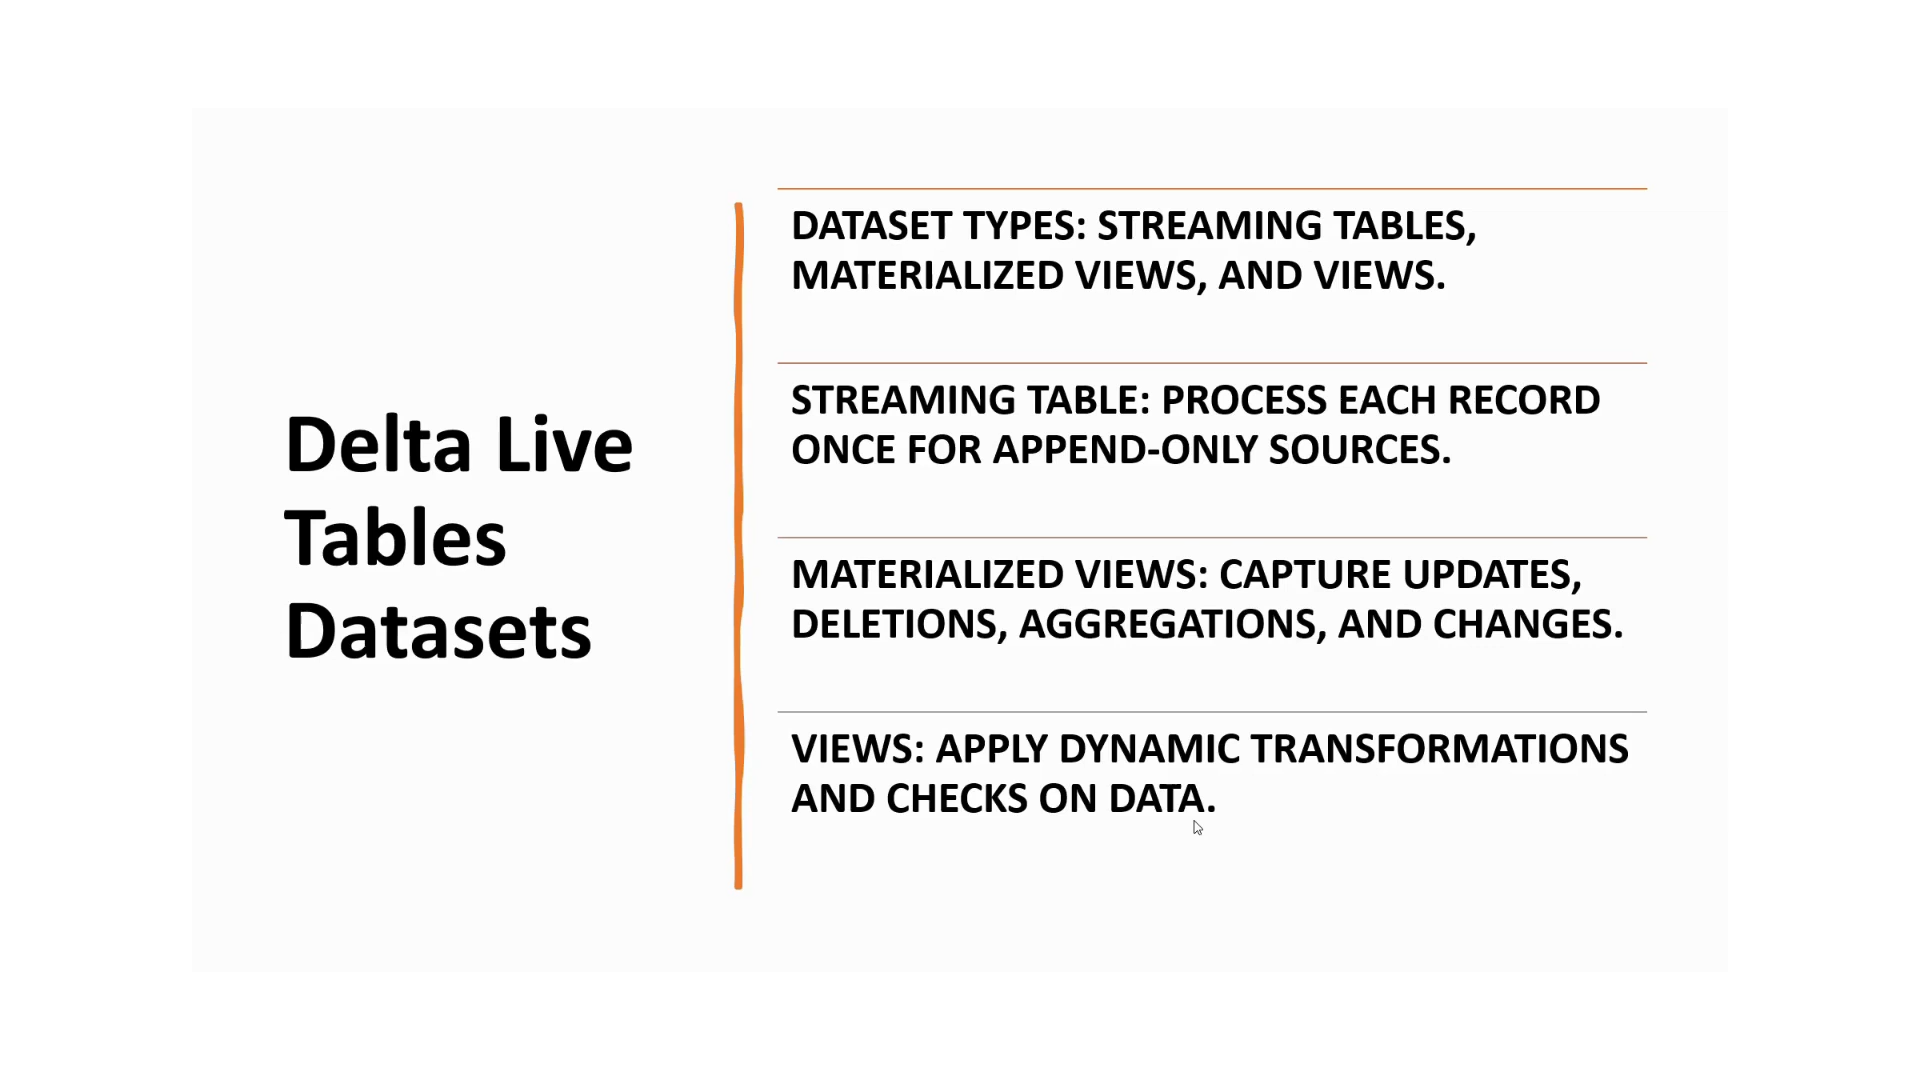 Delta Live
Tables
Datasets
DATASET TYPES: STREAMING TABLES,
MATERIALIZED VIEWS, AND VIEWS.
STREAMING TABLE: PROCESS EACH RECORD
ONCE FOR APPEND-ONLY SOURCES.
MATERIALIZED VIEWS: CAPTURE UPDATES,
DELETIONS, AGGREGATIONS, AND CHANGES.
VIEWS: APPLY DYNAMIC TRANSFORMATIONS
AND CHECKS ON DATA.